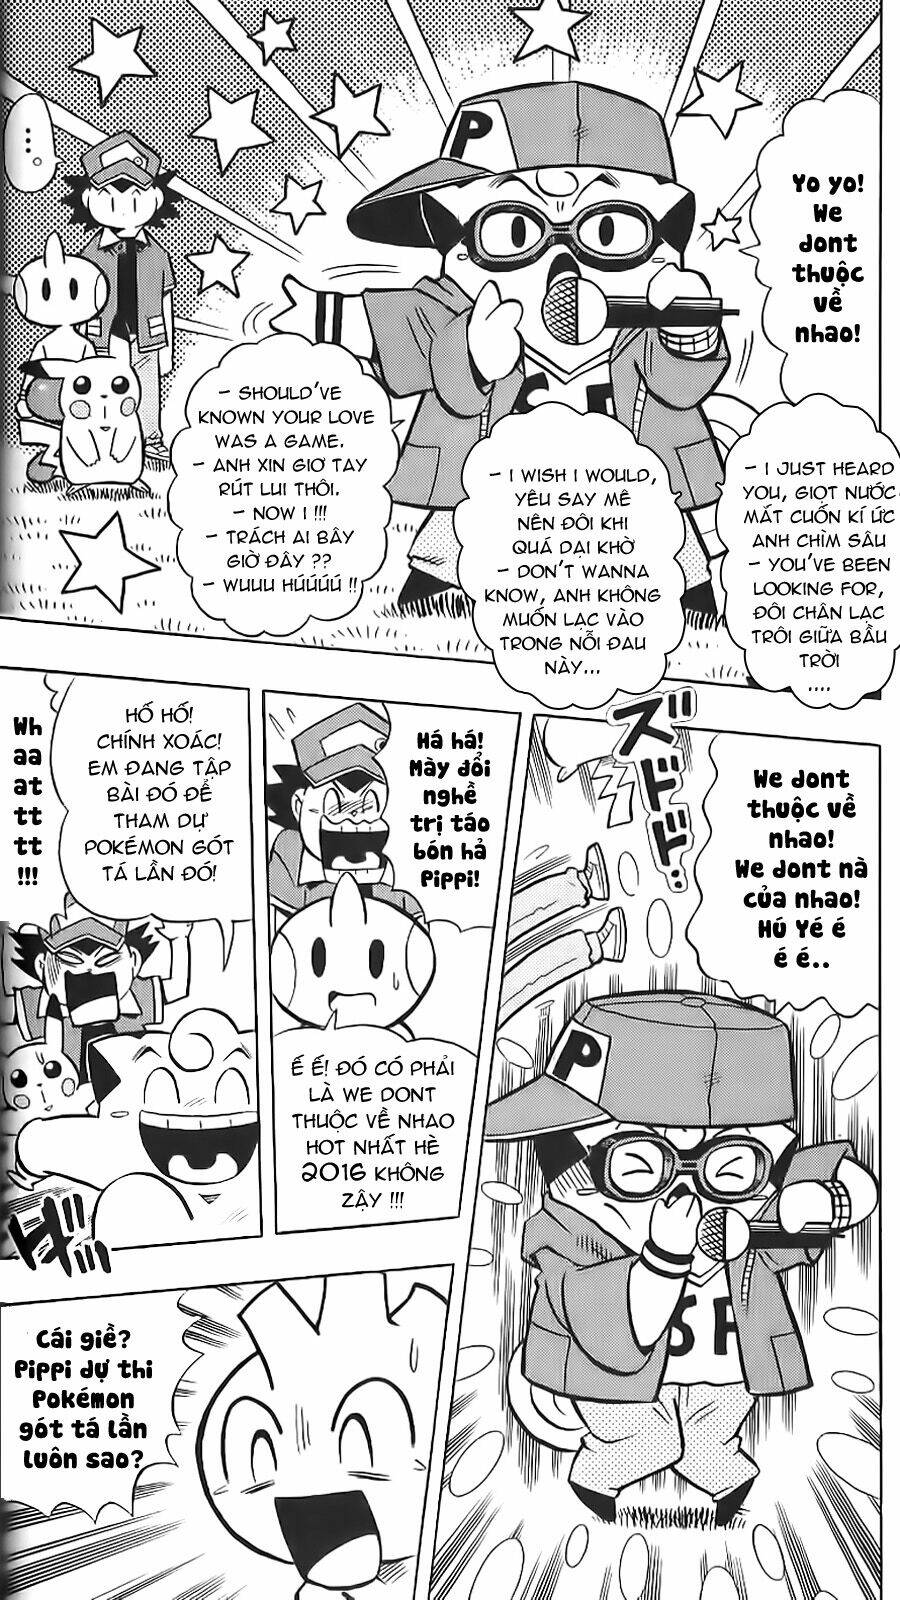 Yo yo!
We
dont
thuộc
về
nhao!
P
...
- I JUST HEARD
YOU, GIỌT NƯỚC
MẮT CUỐN KÍ ỨC
ANH CHÌM SÂU
- YOU'VE BEEN
LOOKING FOR,
ĐÔI CHÂN LẠC
TRÔI GIỮA BẦU
TRỜI
....
- I WISH I WOULD,
YÊU SAY MÊ
NÊN ĐÔI KHI
QUÁ DẠI KHỜ
- DON'T WANNA
KNOW, ANH KHÔNG
MUỐN LẠC VÀO
TRONG NỖI ĐAU
NÀY...
- SHOULD'VE
KNOWN YOUR LOVE
WAS A GAME.
- ANH XIN GIƠ TAY
RÚT LUI THÔI.
- NOW I !!!
- TRÁCH AI BÂY
GIỜ ĐÂY ??
- WUUU HÚÚÚÚ !!
S P
We dont
thuộc về
nhao!
We dont nà
của nhao!
Hú Yé é
é é..
ズドドド...
P
S P
Há há!
Mày đổi
nghề
trị táo
bón hả
Pippi!
Ế Ế! ĐÓ CÓ PHẢI
LÀ WE DONT
THUỘC VỀ NHAO
HOT NHẤT HÈ
2016 KHÔNG
ZẬY !!!
HỐ HỐ!
CHÍNH XOÁC!
EM ĐANG TẬP
BÀI ĐÓ ĐỂ
THAM DỰ
POKÉMON GÓT
TÁ LẦN ĐÓ!
Wh
aa
at
tt
tt
!!!
Cái giề?
Pippi dự thi
Pokémon
gót tá lần
luôn sao?